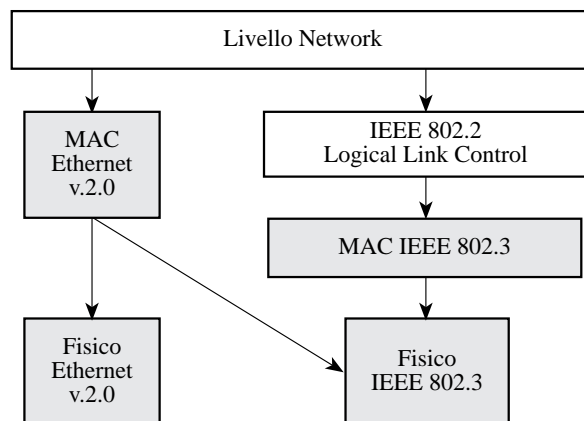 Livello Network
MAC
Ethernet
v.2.0
IEEE 802.2
Logical Link Control
MAC IEEE 802.3
Fisico
Ethernet
v.2.0
Fisico
IEEE 802.3